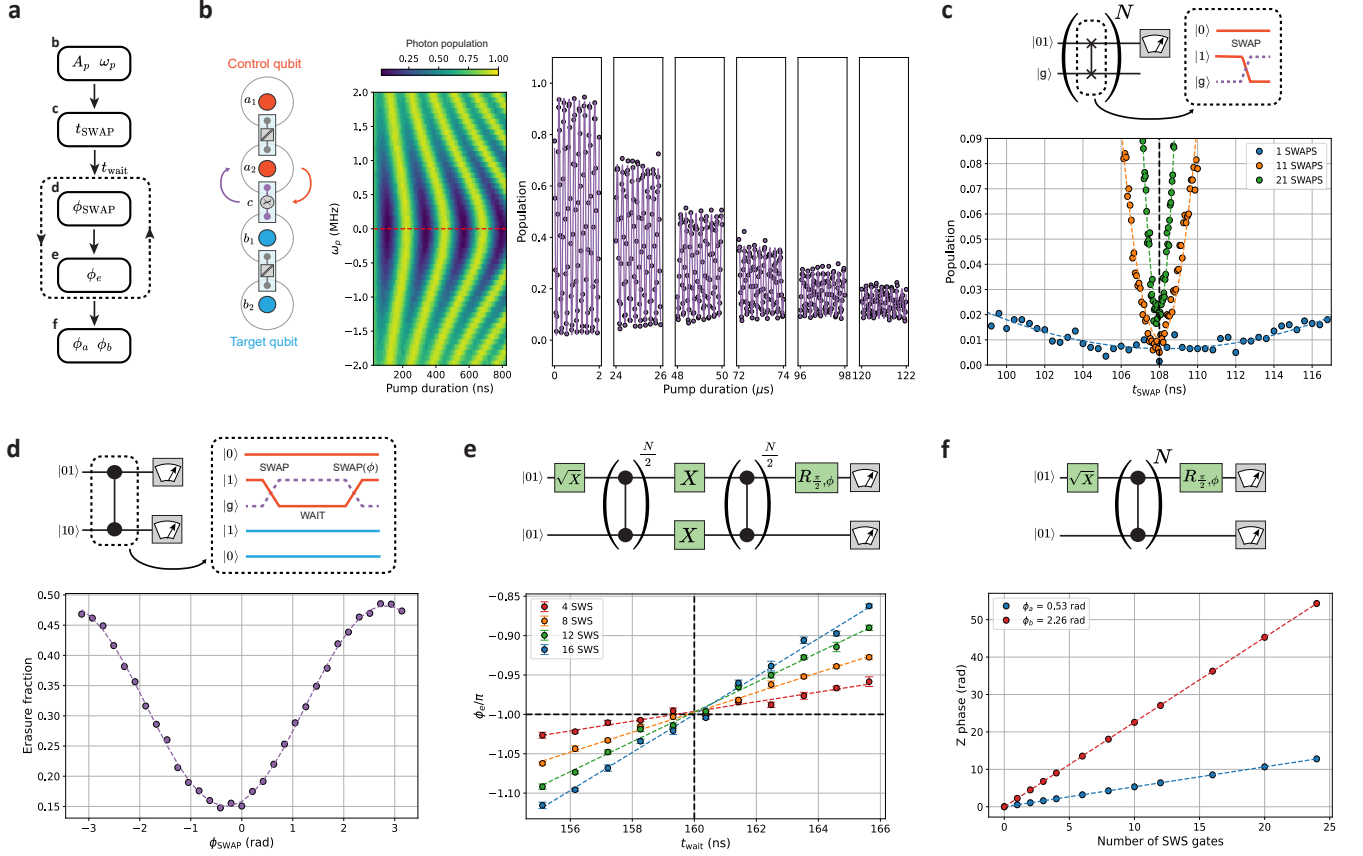 a
b
A_p ω_p
c
t_SWAP
t_wait
d
ϕ_SWAP
e
ϕ_e
f
ϕ_a ϕ_b
b
Control qubit
a_1
a_2
c
b_1
b_2
Target qubit
Photon population
0.25 0.50 0.75 1.00
ω_p (MHz)
2.0
1.5
1.0
0.5
0.0
−0.5
−1.0
−1.5
−2.0
200 400 600 800
Pump duration (ns)
Population
1.0
0.8
0.6
0.4
0.2
0.0
0 2 24 26 48 50 72 74 96 98 120 122
Pump duration (μs)
c
N
|01⟩
|g⟩
|0⟩
SWAP
|1⟩
|g⟩
Population
0.09
0.08
0.07
0.06
0.05
0.04
0.03
0.02
0.01
0.00
1 SWAPS
11 SWAPS
21 SWAPS
100 102 104 106 108 110 112 114 116
t_SWAP (ns)
d
|01⟩
|10⟩
|0⟩
SWAP SWAP(ϕ)
|1⟩
|g⟩
WAIT
|1⟩
|0⟩
Erasure fraction
0.50
0.45
0.40
0.35
0.30
0.25
0.20
0.15
−3 −2 −1 0 1 2 3
ϕ_SWAP (rad)
e
N/2 N/2
|01⟩ √X X R_{π/2,ϕ}
|01⟩ X
ϕ_e/π
−0.85
−0.90
−0.95
−1.00
−1.05
−1.10
4 SWS
8 SWS
12 SWS
16 SWS
156 158 160 162 164 166
t_wait (ns)
f
N
|01⟩ √X R_{π/2,ϕ}
|01⟩
Z phase (rad)
50
40
30
20
10
0
ϕ_a = 0.53 rad
ϕ_b = 2.26 rad
0 5 10 15 20 25
Number of SWS gates